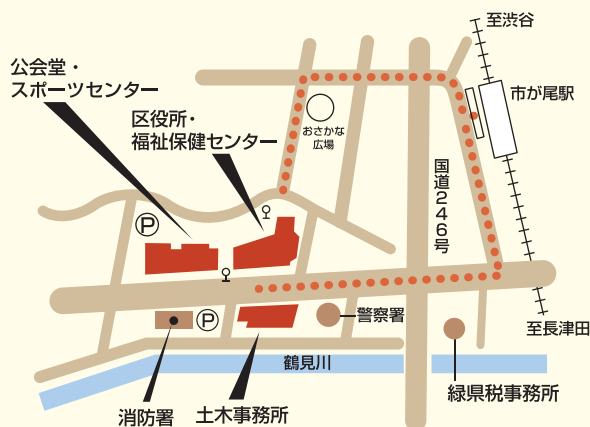 至渋谷
公会堂・
スポーツセンター
市が尾駅
区役所・
福祉保健センター
おさかな
広場
国道246号
P
P
警察署
至長津田
鶴見川
緑県税事務所
消防署
土木事務所